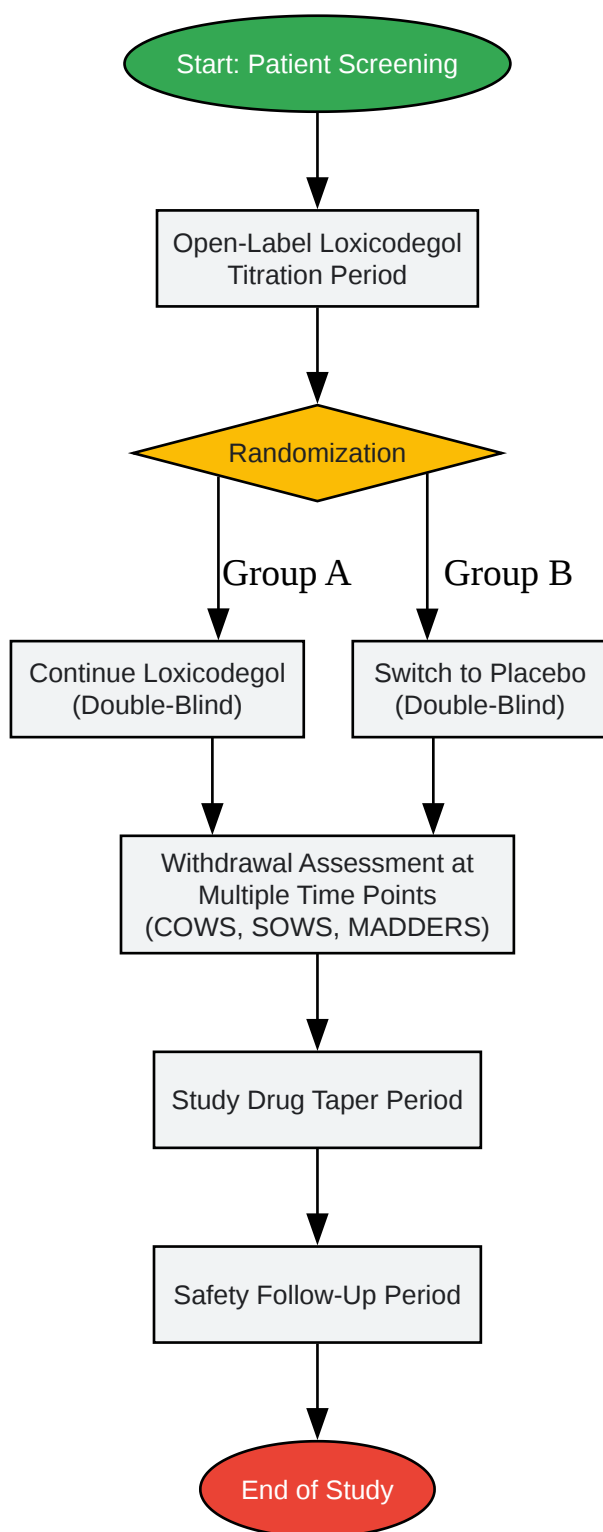 Start: Patient Screening
Open-Label Loxicodegol
Titration Period
Randomization
Group A
Group B
Continue Loxicodegol
(Double-Blind)
Switch to Placebo
(Double-Blind)
Withdrawal Assessment at
Multiple Time Points
(COWS, SOWS, MADDERS)
Study Drug Taper Period
Safety Follow-Up Period
End of Study